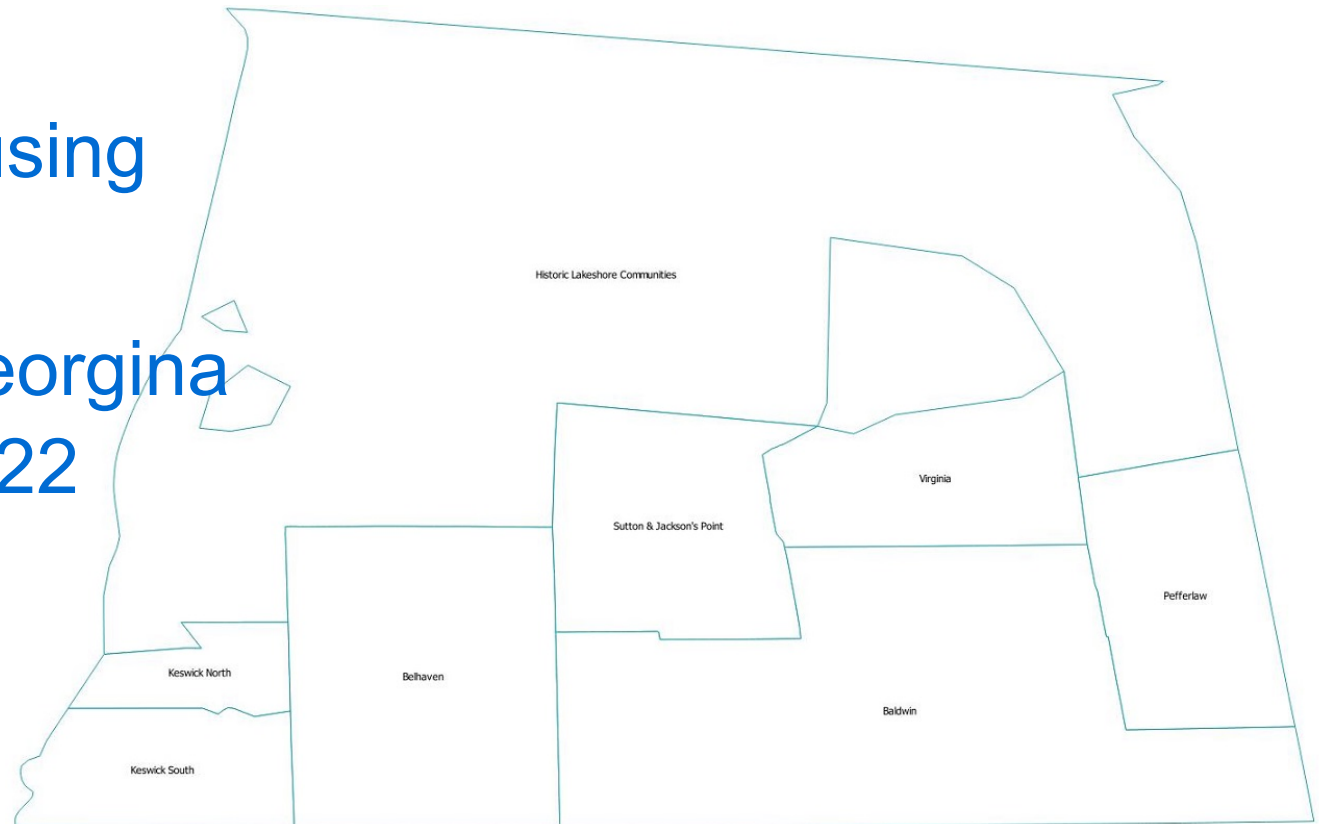 using
eorgina
22
Historic Lakeshore Communities
Virginia
Sutton & Jackson's Point
Pefferlaw
Keswick North
Belhaven
Baldwin
Keswick South